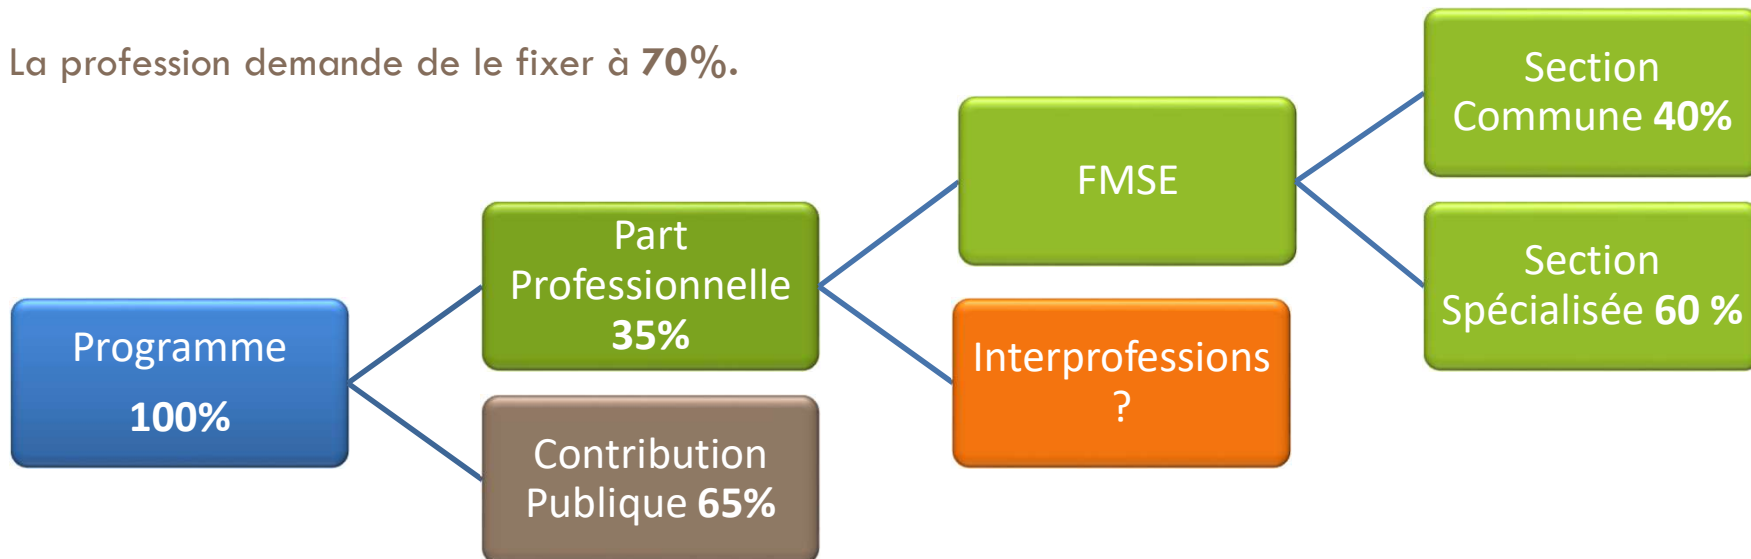 La profession demande de le fixer à 70%.
Programme
100%
Part
Professionnelle
35%
Contribution
Publique 65%
FMSE
Interprofessions
?
Section
Commune 40%
Section
Spécialisée 60 %